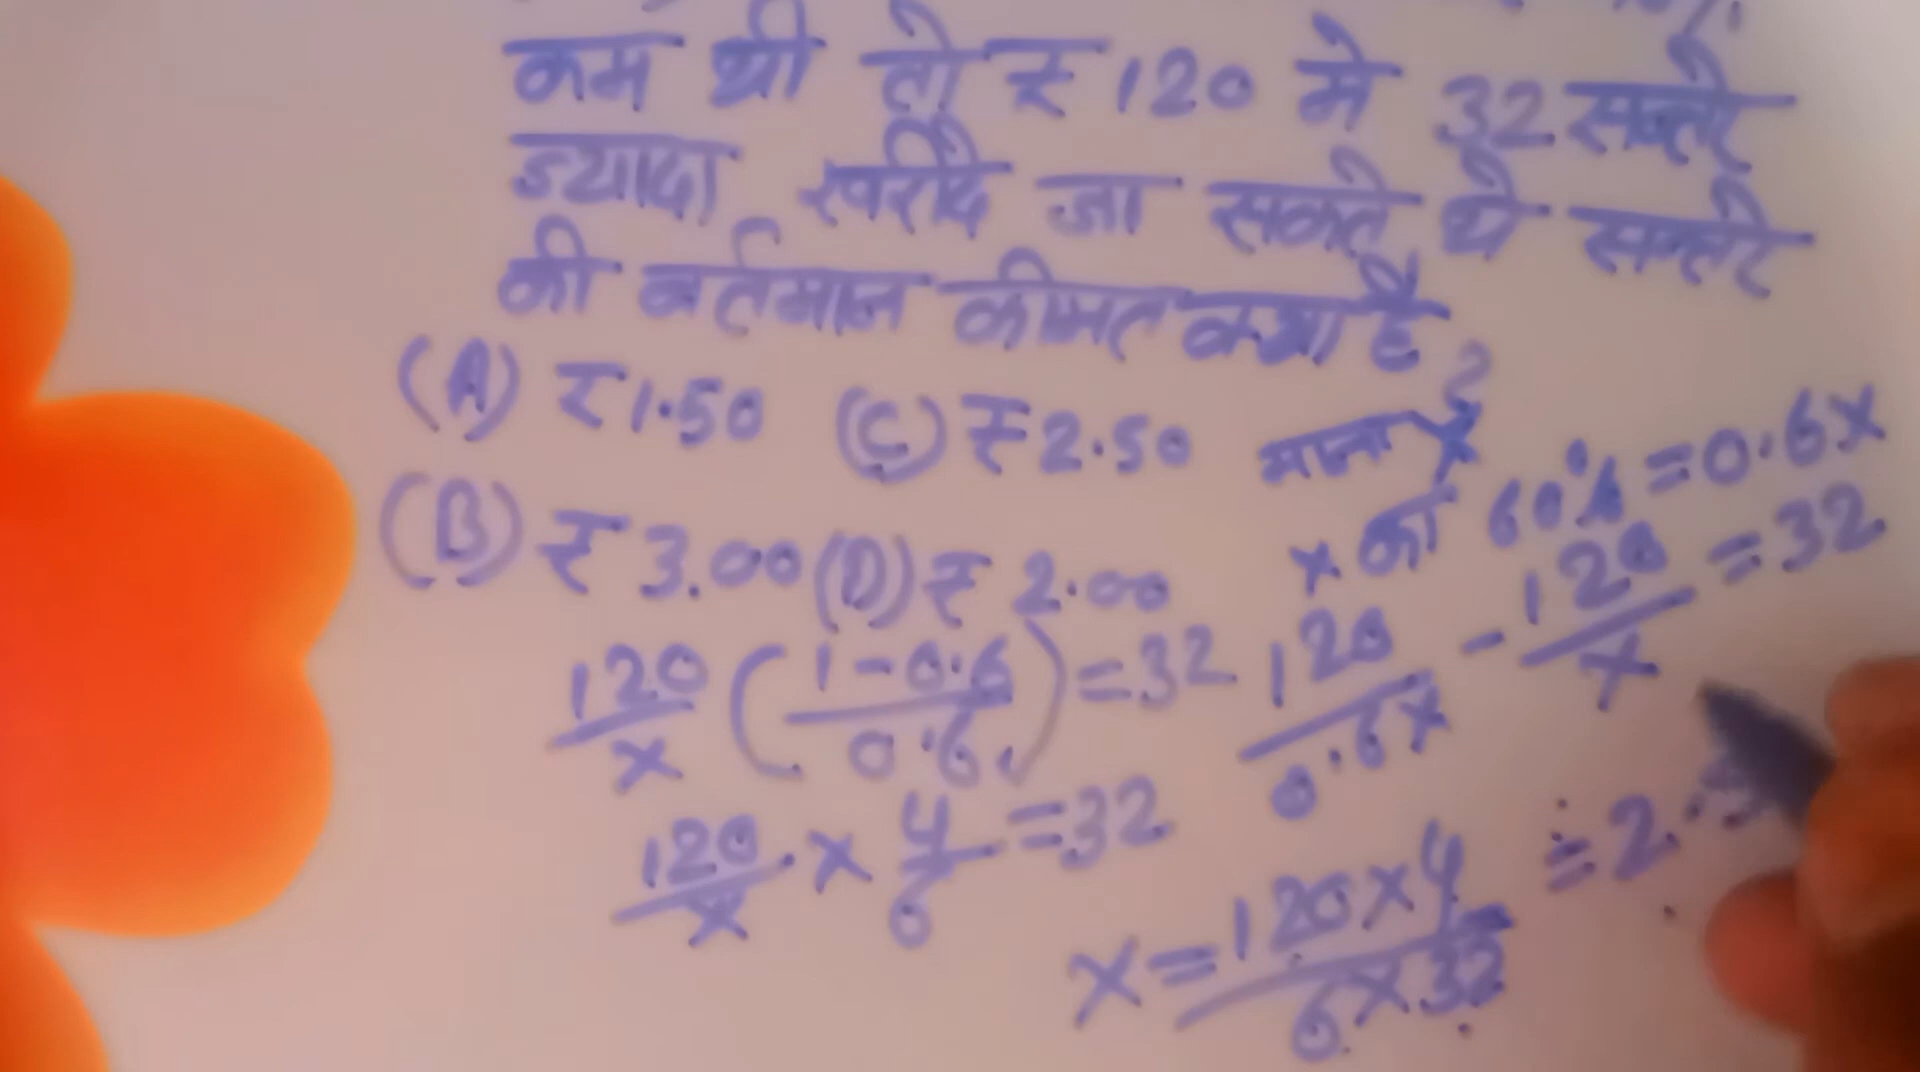 कम थी तो ₹ 120 मे 32 सन्तरे
ज्यादा खरीदे जा सकते थे सन्तरे
की वर्तमान कीमत क्या है ?
(A) ₹ 1.50 (C) ₹ 2.50
(B) ₹ 3.00 (D) ₹ 2.00
माना x
x का 60% = 0.6x
120/0.6x - 120/x = 32
120/x (1-0.6/0.6) = 32
120/x × 4/6 = 32
x = 120×4/6×32 = 2.